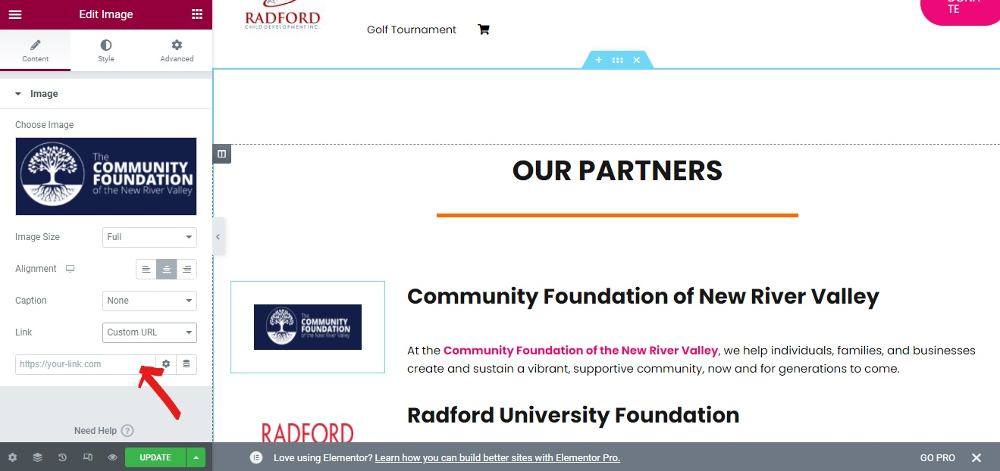 Edit Image
Content
Style
Advanced
Image
Choose Image
The
COMMUNITY
FOUNDATION
of the New River Valley
Image Size
Full
Alignment
Caption
None
Link
Custom URL
https://your-link.com
Need Help ?
UPDATE
RADFORD
CHILD DEVELOPMENT INC.
Golf Tournament
DONA
TE
OUR PARTNERS
The
COMMUNITY
FOUNDATION
of the New River Valley
Community Foundation of New River Valley
At the Community Foundation of the New River Valley, we help individuals, families, and businesses
create and sustain a vibrant, supportive community, now and for generations to come.
RADFORD
Radford University Foundation
Love using Elementor? Learn how you can build better sites with Elementor Pro.
GO PRO